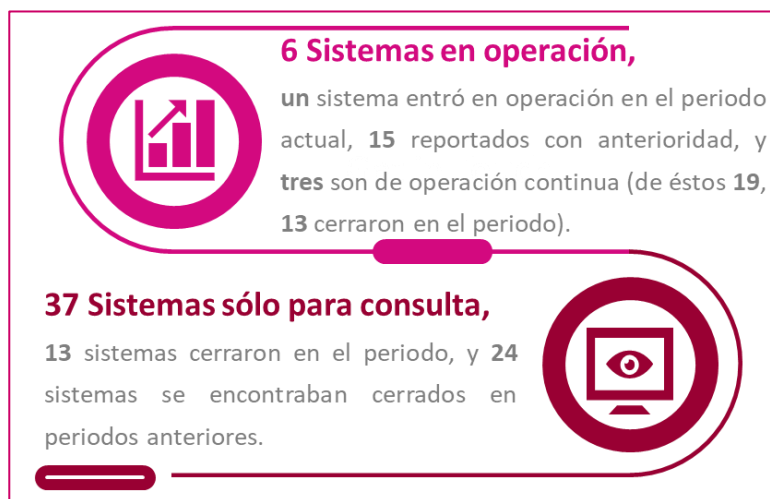 6 Sistemas en operación,
un sistema entró en operación en el periodo
actual, 15 reportados con anterioridad, y
tres son de operación continua (de éstos 19,
13 cerraron en el periodo).
37 Sistemas sólo para consulta,
13 sistemas cerraron en el periodo, y 24
sistemas se encontraban cerrados en
periodos anteriores.